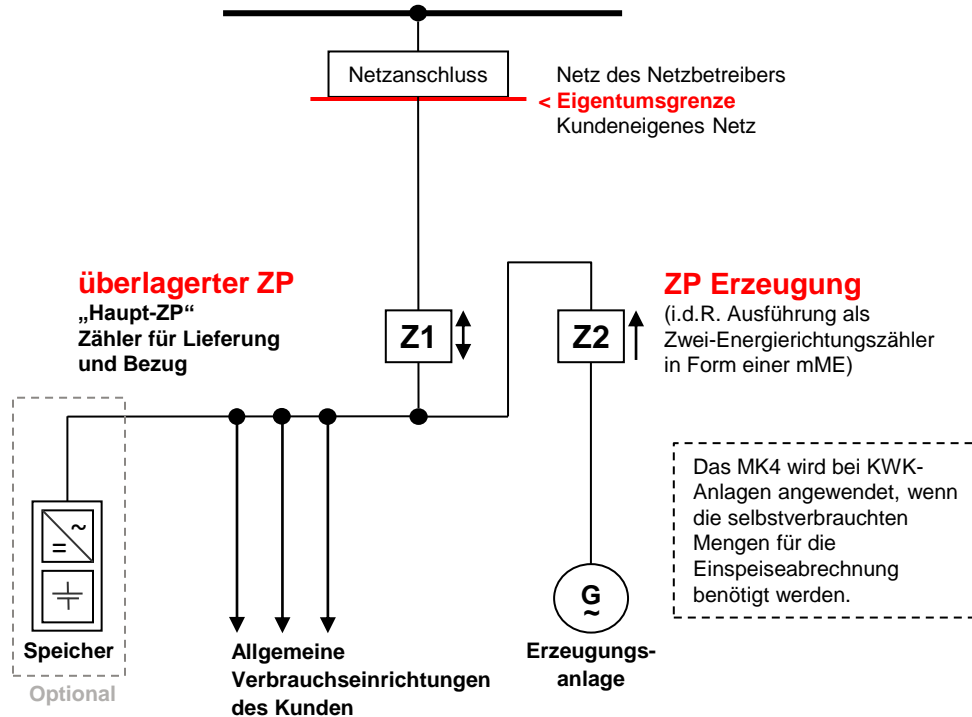 Netzanschluss
Netz des Netzbetreibers
< Eigentumsgrenze
Kundeneigenes Netz
überlagerter ZP
„Haupt-ZP“
Zähler für Lieferung
und Bezug
Z1
Z2
ZP Erzeugung
(i.d.R. Ausführung als
Zwei-Energierichtungszähler
in Form einer mME)
Das MK4 wird bei KWK-
Anlagen angewendet, wenn
die selbstverbrauchten
Mengen für die
Einspeiseabrechnung
benötigt werden.
~
=
G
~
Speicher
Optional
Allgemeine
Verbrauchseinrichtungen
des Kunden
Erzeugungs-
anlage